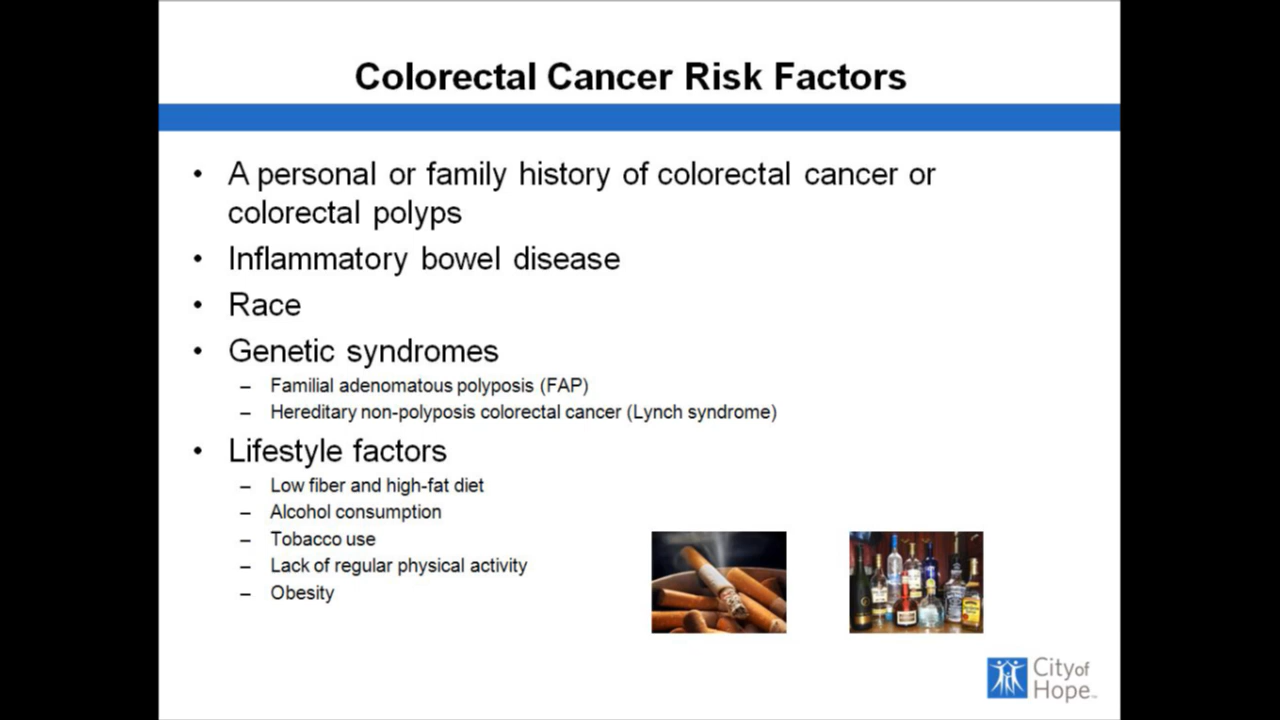 Colorectal Cancer Risk Factors
• A personal or family history of colorectal cancer or
colorectal polyps
• Inflammatory bowel disease
• Race
• Genetic syndromes
– Familial adenomatous polyposis (FAP)
– Hereditary non-polyposis colorectal cancer (Lynch syndrome)
• Lifestyle factors
– Low fiber and high-fat diet
– Alcohol consumption
– Tobacco use
– Lack of regular physical activity
– Obesity
City of
Hope